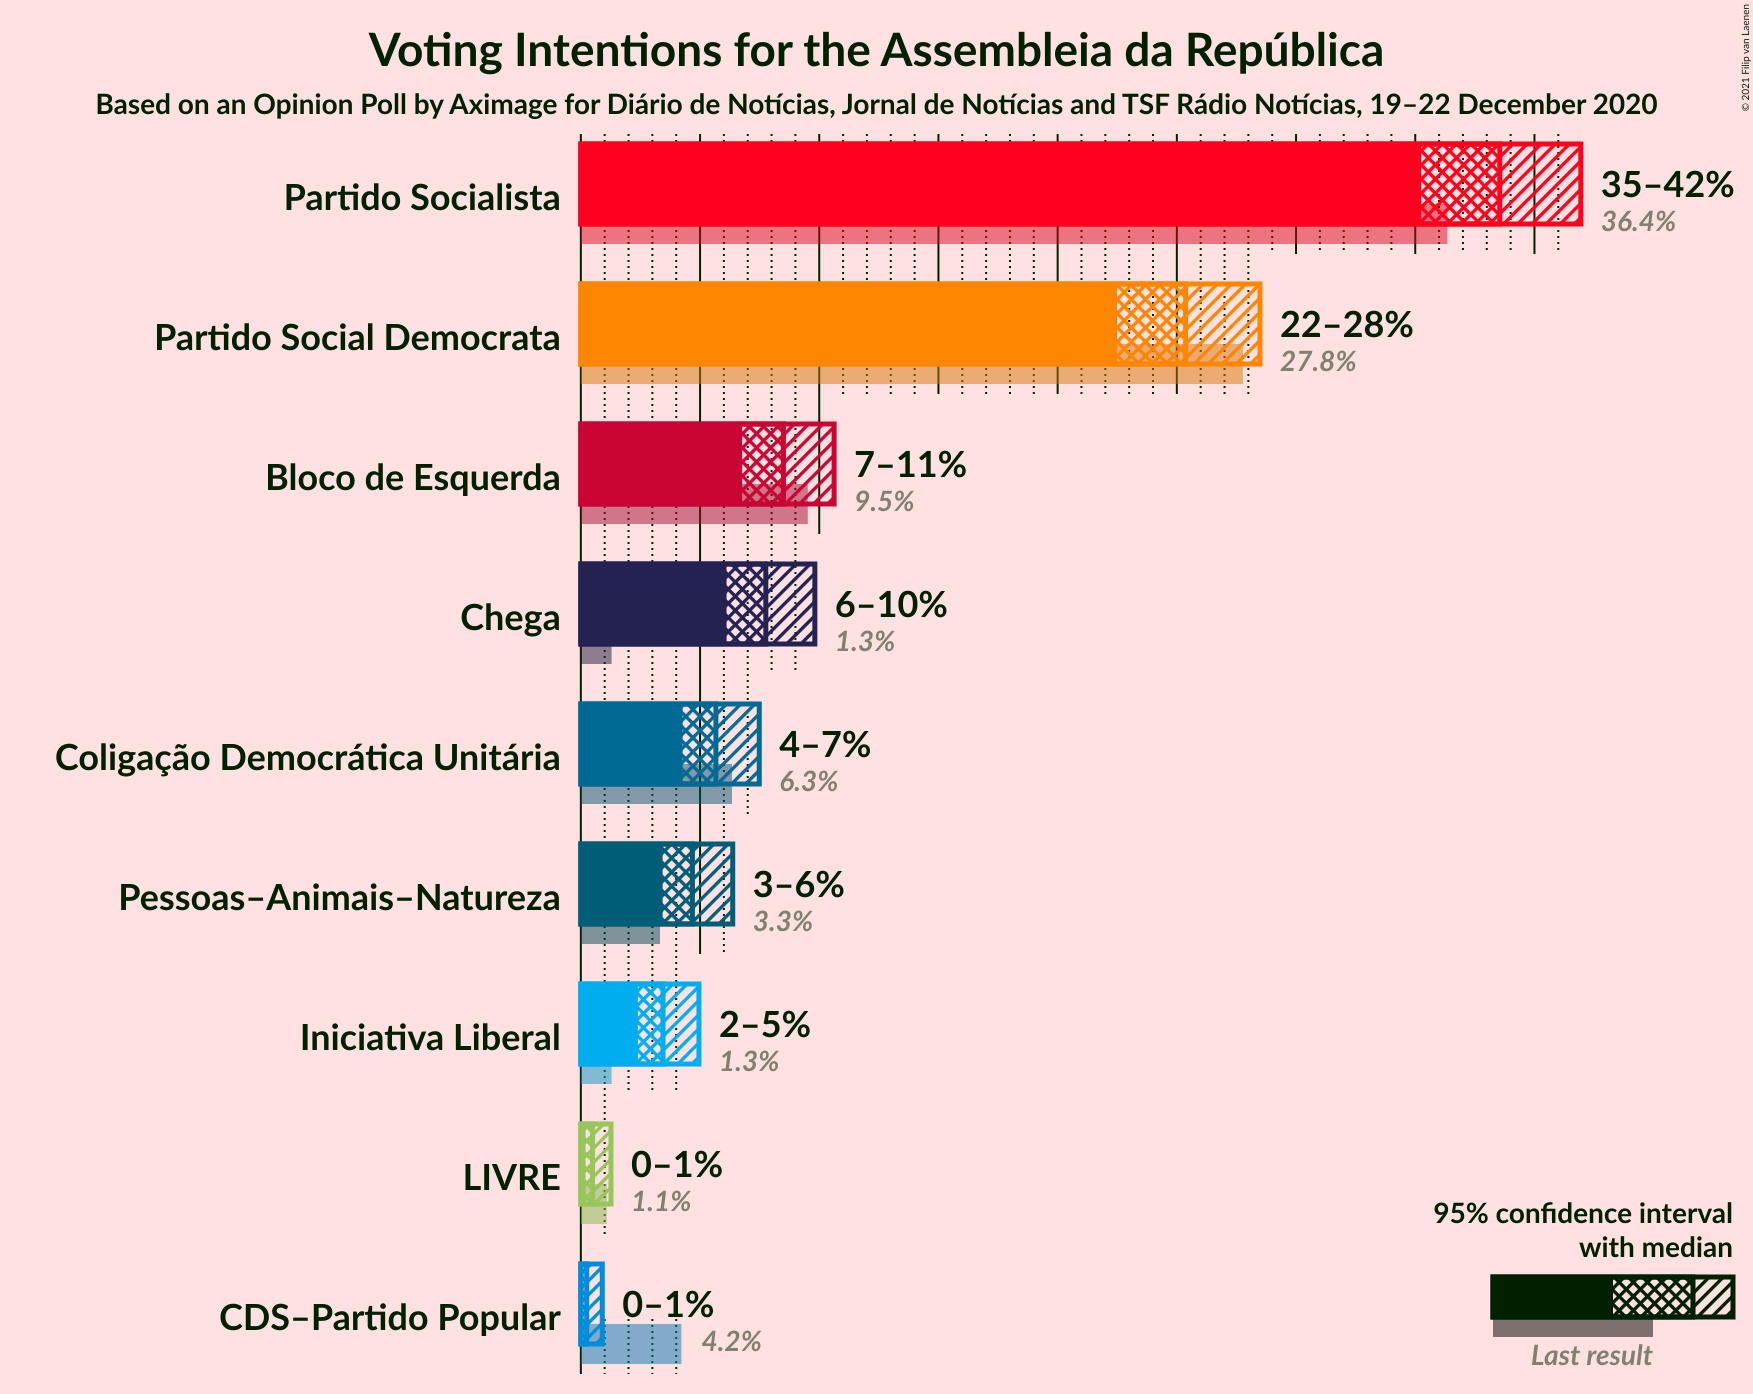 Voting Intentions for the Assembleia da República
Based on an Opinion Poll by Aximage for Diário de Notícias, Jornal de Notícias and TSF Rádio Notícias, 19–22 December 2020
© 2021 Filip van Laenen
Partido Socialista
35–42%
36.4%
Partido Social Democrata
22–28%
27.8%
Bloco de Esquerda
7–11%
9.5%
Chega
6–10%
1.3%
Coligação Democrática Unitária
4–7%
6.3%
Pessoas–Animais–Natureza
3–6%
3.3%
Iniciativa Liberal
2–5%
1.3%
LIVRE
0–1%
1.1%
CDS–Partido Popular
0–1%
4.2%
95% confidence interval
with median
Last result